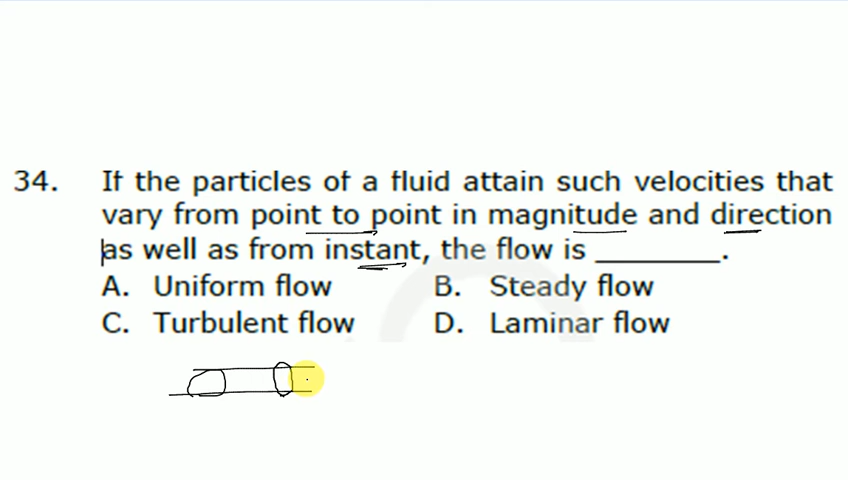 34. If the particles of a fluid attain such velocities that
vary from point to point in magnitude and direction
as well as from instant, the flow is ________.
A. Uniform flow B. Steady flow
C. Turbulent flow D. Laminar flow